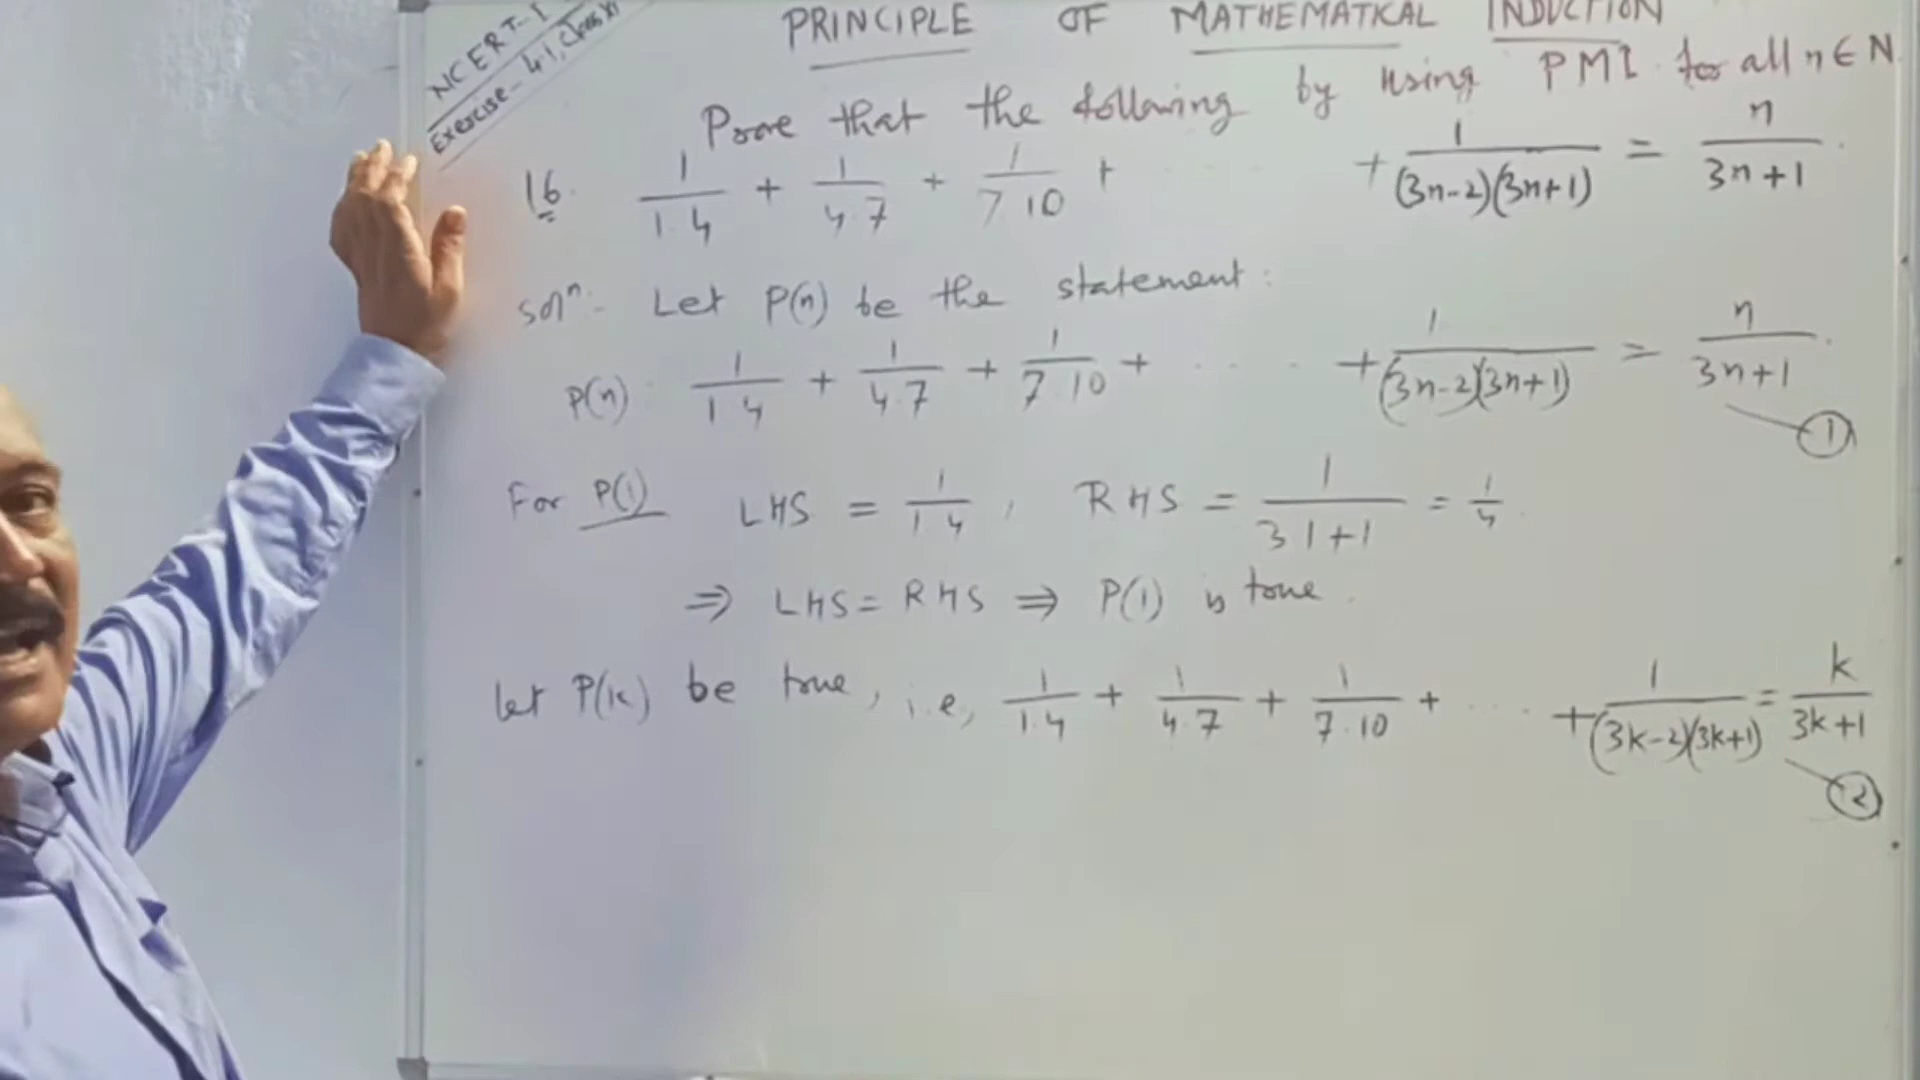 NCERT-I
Exercise- 4.1, Class XI
PRINCIPLE OF MATHEMATICAL INDUCTION
Prove that the following by using PMI for all n ∈ N
16. 1/1.4 + 1/4.7 + 1/7.10 + ..... + 1/(3n-2)(3n+1) = n/3n+1.
Solⁿ:- Let P(n) be the statement:
P(n): 1/1.4 + 1/4.7 + 1/7.10 + ..... + 1/(3n-2)(3n+1) = n/3n+1. — ①
For P(1) LHS = 1/1.4, RHS = 1/3.1+1 = 1/4.
⇒ LHS = RHS ⇒ P(1) is true.
let P(k) be true, i.e, 1/1.4 + 1/4.7 + 1/7.10 + ..... + 1/(3k-2)(3k+1) = k/3k+1 — ②